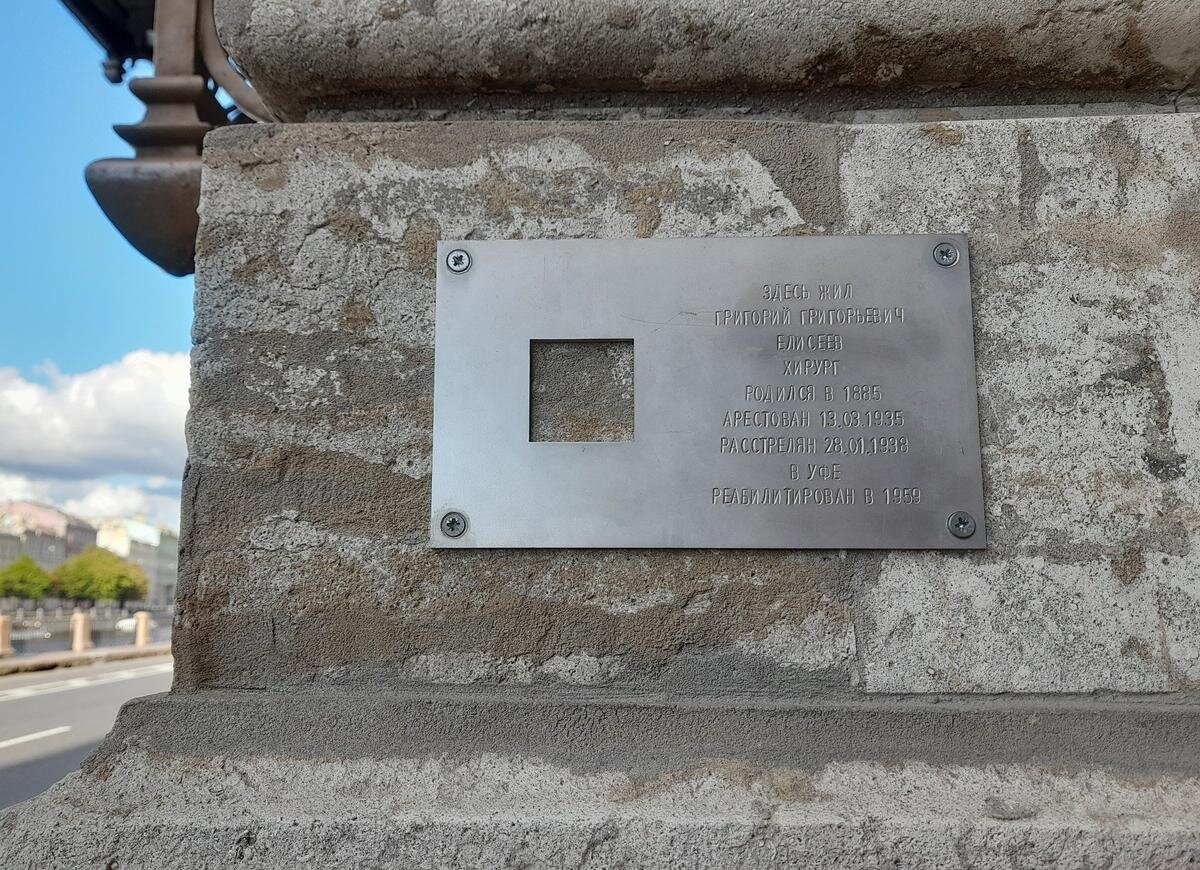 ЗДЕСЬ ЖИЛ
ГРИГОРИЙ ГРИГОРЬЕВИЧ
ЕЛИСЕЕВ
ХИРУРГ
РОДИЛСЯ В 1885
АРЕСТОВАН 13.03.1935
РАССТРЕЛЯН 28.01.1938
В УФЕ
РЕАБИЛИТИРОВАН В 1959